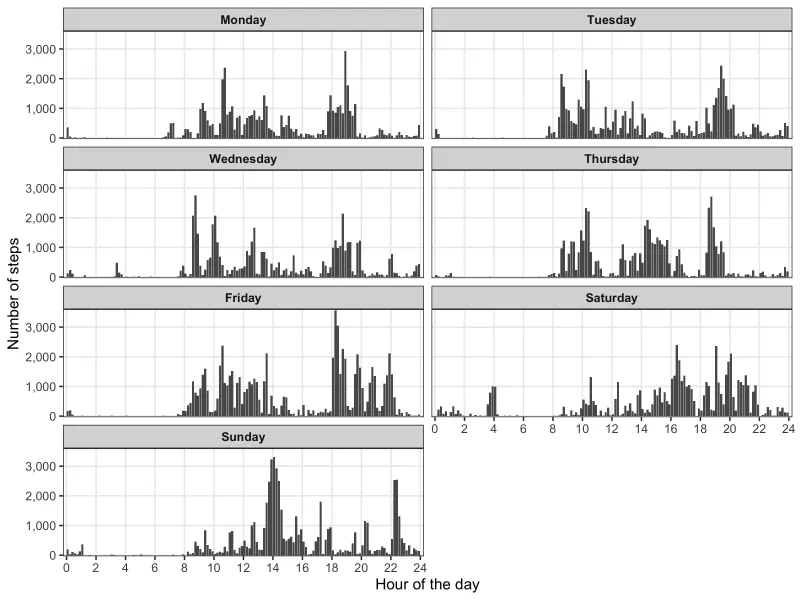 Monday
Tuesday
3,000
2,000
1,000
0
Wednesday
Thursday
3,000
2,000
1,000
0
Number of steps
Friday
Saturday
3,000
2,000
1,000
0
0 2 4 6 8 10 12 14 16 18 20 22 24
Sunday
3,000
2,000
1,000
0
0 2 4 6 8 10 12 14 16 18 20 22 24
Hour of the day